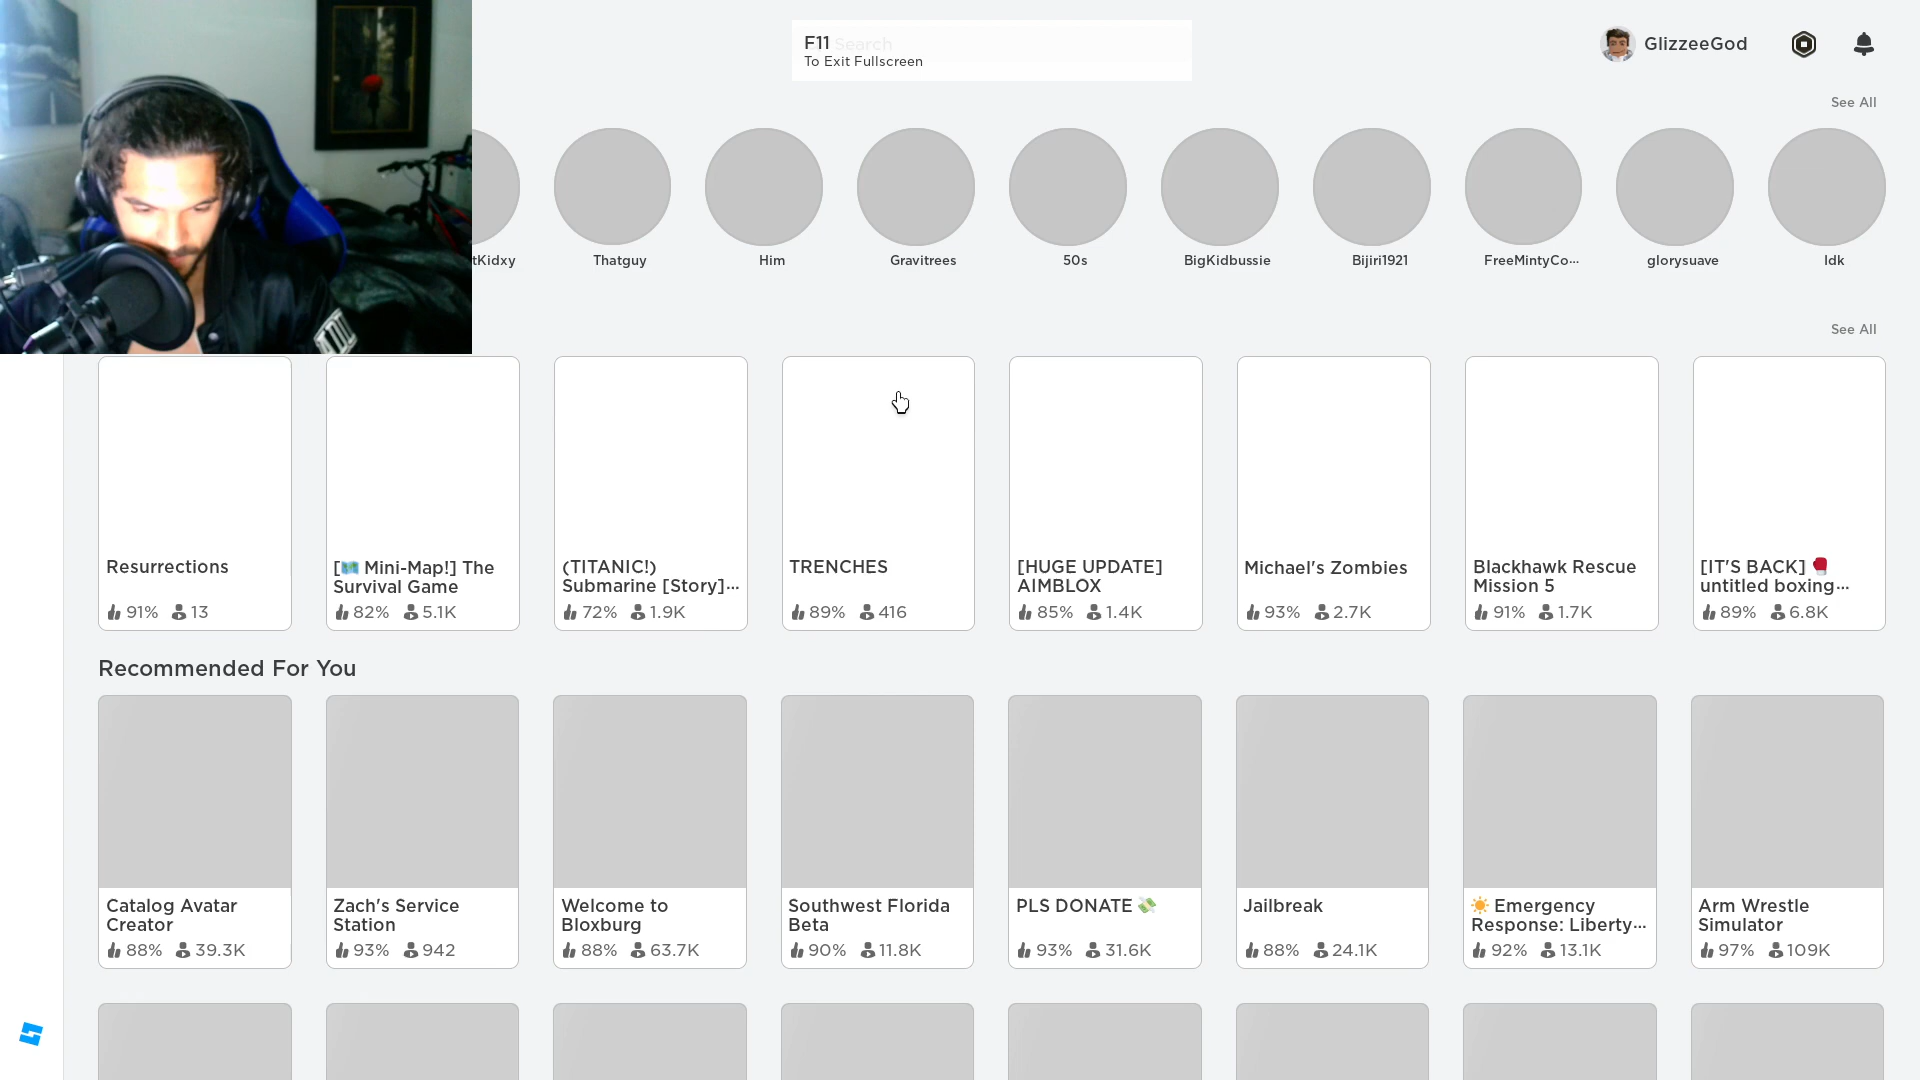 F11 Search
To Exit Fullscreen
GlizzeeGod
See All
tKidxy
Thatguy
Him
Gravitrees
50s
BigKidbussie
Bijiri1921
FreeMintyCo...
glorysuave
Idk
See All
Resurrections
91% 13
[🗺️ Mini-Map!] The
Survival Game
82% 5.1K
(TITANIC!)
Submarine [Story]...
72% 1.9K
TRENCHES
89% 416
[HUGE UPDATE]
AIMBLOX
85% 1.4K
Michael's Zombies
93% 2.7K
Blackhawk Rescue
Mission 5
91% 1.7K
[IT'S BACK] 🥊
untitled boxing...
89% 6.8K
Recommended For You
Catalog Avatar
Creator
88% 39.3K
Zach's Service
Station
93% 942
Welcome to
Bloxburg
88% 63.7K
Southwest Florida
Beta
90% 11.8K
PLS DONATE 💸
93% 31.6K
Jailbreak
88% 24.1K
☀️ Emergency
Response: Liberty...
92% 13.1K
Arm Wrestle
Simulator
97% 109K